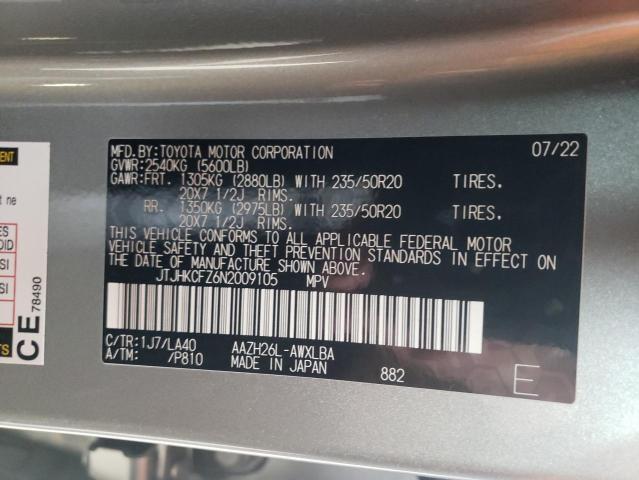 MFD.BY:TOYOTA MOTOR CORPORATION 07/22
GVWR:2540KG (5600LB)
GAWR:FRT. 1305KG (2880LB) WITH 235/50R20 TIRES.
20X7 1/2J RIMS.
RR. 1350KG (2975LB) WITH 235/50R20 TIRES.
20X7 1/2J RIMS.
THIS VEHICLE CONFORMS TO ALL APPLICABLE FEDERAL MOTOR
VEHICLE SAFETY AND THEFT PREVENTION STANDARDS IN EFFECT ON
THE DATE OF MANUFACTURE SHOWN ABOVE.
JTJHKCFZ6N2009105 MPV
C/TR:1J7/LA40 AAZH26L-AWXLBA
A/TM: /P810 MADE IN JAPAN 882
E
CE 78490
ne
SI
SI